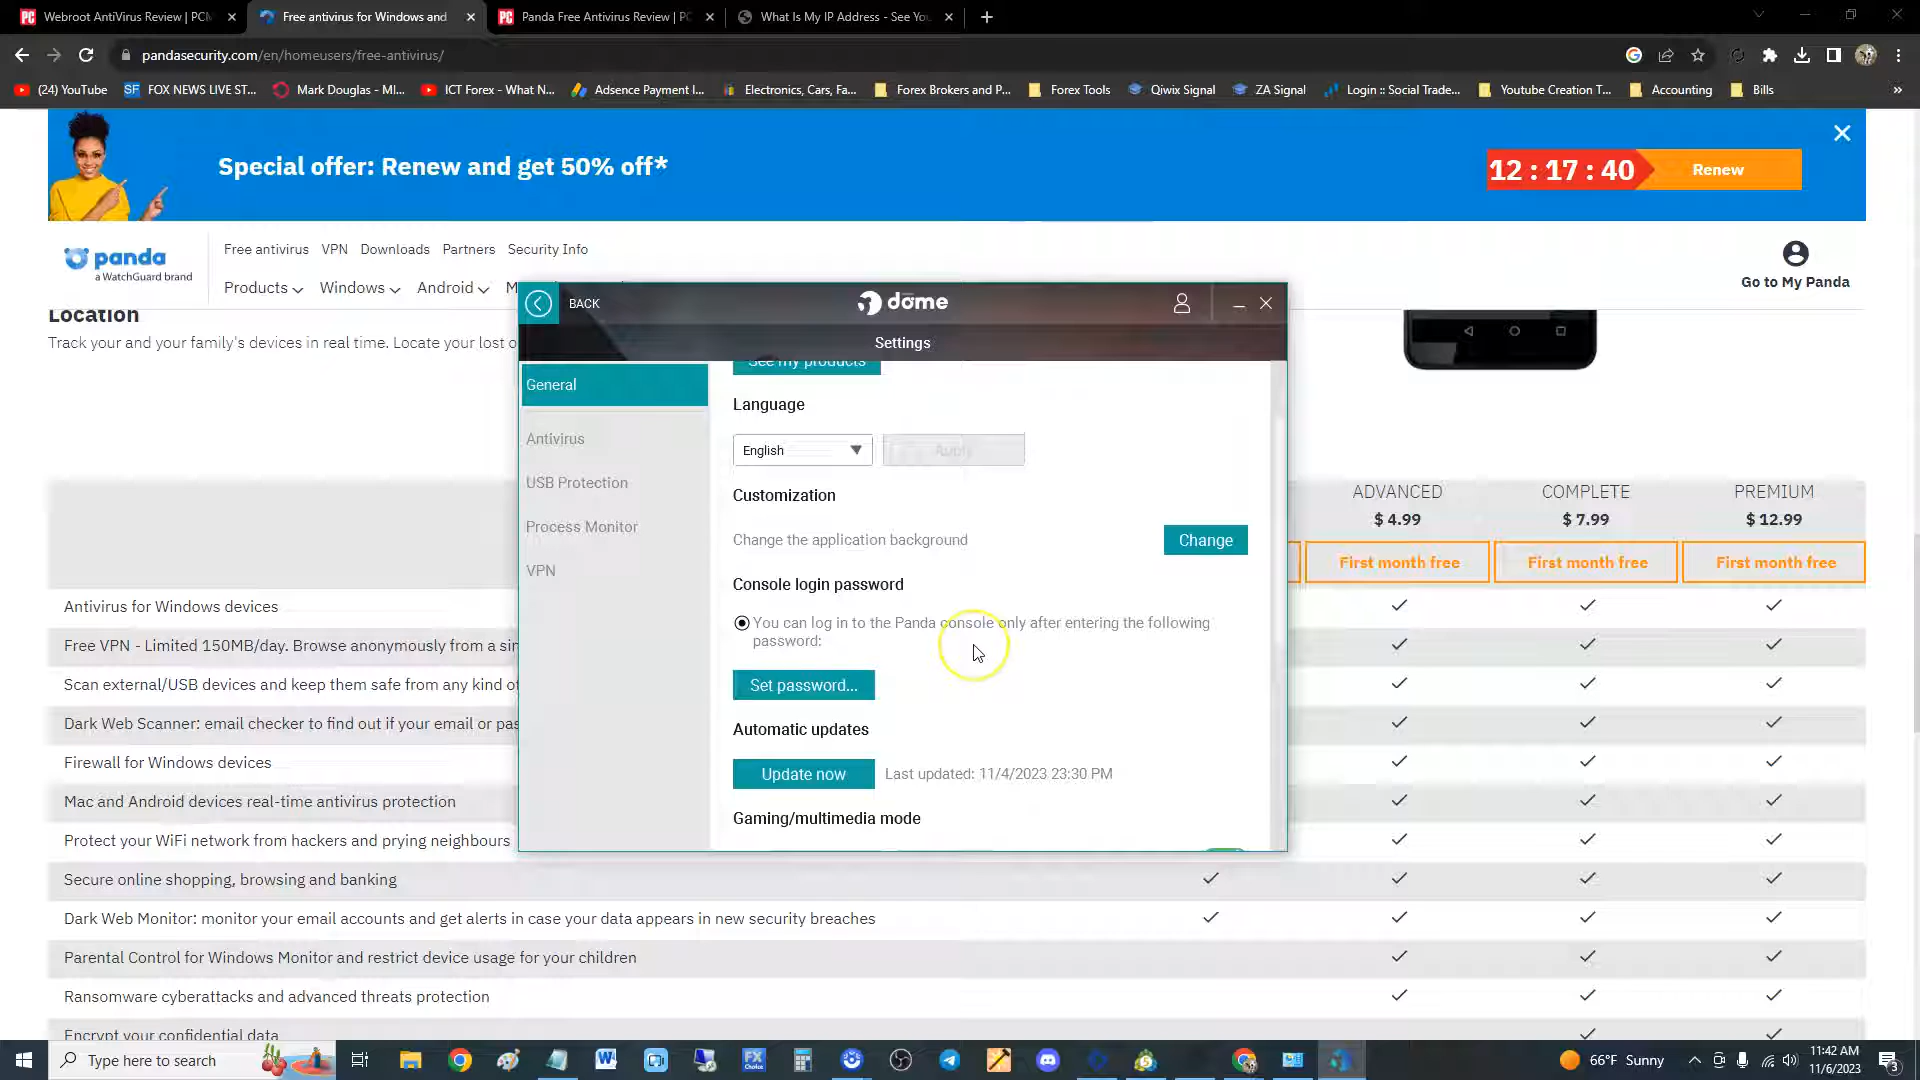 Webroot AntiVirus Review | PCM
Free antivirus for Windows and
Panda Free Antivirus Review | PC
What Is My IP Address - See You
pandasecurity.com/en/homeusers/free-antivirus/
(24) YouTube
FOX NEWS LIVE ST...
Mark Douglas - MI...
ICT Forex - What N...
Adsence Payment I...
Electronics, Cars, Fa...
Forex Brokers and P...
Forex Tools
Qiwix Signal
ZA Signal
Login :: Social Trade...
Youtube Creation T...
Accounting
Bills
Special offer: Renew and get 50% off*
12 : 17 : 40
Renew
panda
a WatchGuard brand
Free antivirus VPN Downloads Partners Security Info
Products Windows Android M
Go to My Panda
Location
Track your and your family's devices in real time. Locate your lost o
BACK
dome
Settings
General
Antivirus
USB Protection
Process Monitor
VPN
See my products
Language
English
Apply
Customization
Change the application background
Change
Console login password
You can log in to the Panda console only after entering the following
password:
Set password...
Automatic updates
Update now
Last updated: 11/4/2023 23:30 PM
Gaming/multimedia mode
ADVANCED COMPLETE PREMIUM
$ 4.99 $ 7.99 $ 12.99
First month free First month free First month free
Antivirus for Windows devices
Free VPN - Limited 150MB/day. Browse anonymously from a sin
Scan external/USB devices and keep them safe from any kind of
Dark Web Scanner: email checker to find out if your email or pas
Firewall for Windows devices
Mac and Android devices real-time antivirus protection
Protect your WiFi network from hackers and prying neighbours
Secure online shopping, browsing and banking
Dark Web Monitor: monitor your email accounts and get alerts in case your data appears in new security breaches
Parental Control for Windows Monitor and restrict device usage for your children
Ransomware cyberattacks and advanced threats protection
Encrypt your confidential data
Type here to search
FX
Choice
66°F Sunny
11:42 AM
11/6/2023
3